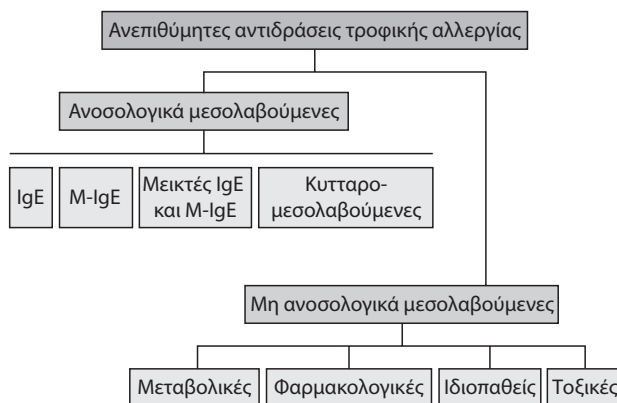 Ανεπιθύμητες αντιδράσεις τροφικής αλλεργίας
Ανοσολογικά μεσολαβούμενες
IgE
M-IgE
Μεικτές IgE
και M-IgE
Κυτταρο-
μεσολαβούμενες
Μη ανοσολογικά μεσολαβούμενες
Μεταβολικές
Φαρμακολογικές
Ιδιοπαθείς
Τοξικές